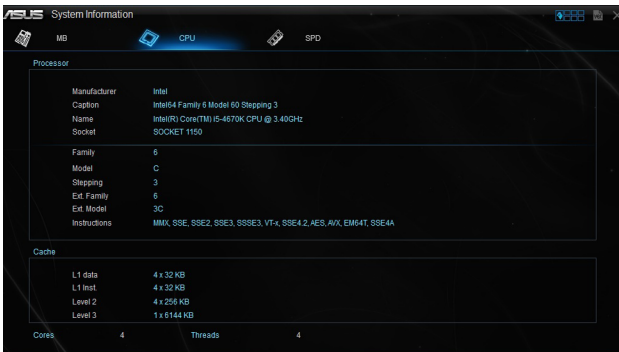 ASUS System Information
MB CPU SPD
Processor
Manufacturer Intel
Caption Intel64 Family 6 Model 60 Stepping 3
Name Intel(R) Core(TM) i5-4670K CPU @ 3.40GHz
Socket SOCKET 1150
Family 6
Model C
Stepping 3
Ext. Family 6
Ext. Model 3C
Instructions MMX, SSE, SSE2, SSE3, SSSE3, VT-x, SSE4.2, AES, AVX, EM64T, SSE4A
Cache
L1 data 4 x 32 KB
L1 Inst. 4 x 32 KB
Level 2 4 x 256 KB
Level 3 1 x 6144 KB
Cores 4 Threads 4